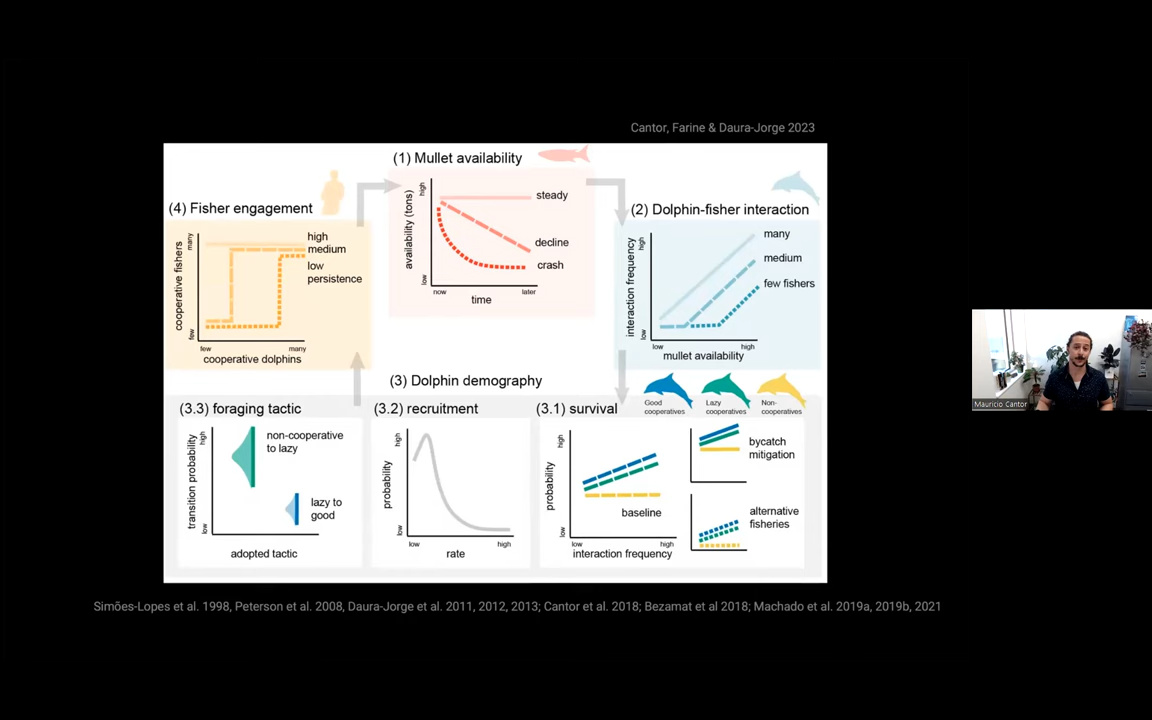 Cantor, Farine & Daura-Jorge 2023
(1) Mullet availability
availability (tons)
high
low
now
later
time
steady
decline
crash
(2) Dolphin-fisher interaction
interaction frequency
high
low
low
high
mullet availability
many
medium
few fishers
(4) Fisher engagement
cooperative fishers
many
few
few
many
cooperative dolphins
high
medium
low
persistence
(3) Dolphin demography
Good
cooperatives
Lazy
cooperatives
Non-
cooperatives
(3.3) foraging tactic
transition probability
high
low
adopted tactic
non-cooperative
to lazy
lazy to
good
(3.2) recruitment
probability
high
low
low
high
rate
(3.1) survival
probability
high
low
low
high
interaction frequency
baseline
bycatch
mitigation
alternative
fisheries
Simões-Lopes et al. 1998, Peterson et al. 2008, Daura-Jorge et al. 2011, 2012, 2013; Cantor et al. 2018; Bezamat et al 2018; Machado et al. 2019a, 2019b, 2021
Mauricio Cantor